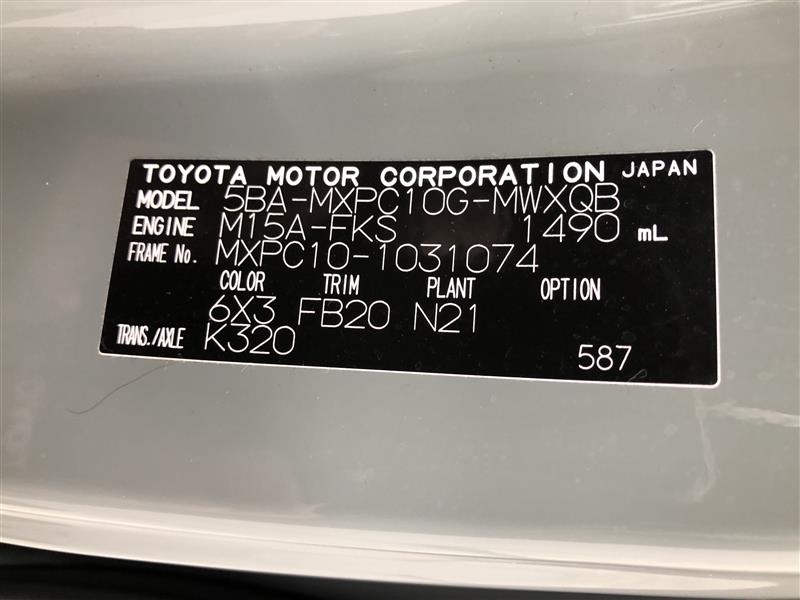 TOYOTA MOTOR CORPORATION JAPAN
MODEL 5BA-MXPC10G-MWXQB
ENGINE M15A-FKS 1490 mL
FRAME No. MXPC10-1031074
COLOR TRIM PLANT OPTION
6X3 FB20 N21
TRANS./AXLE K320 587